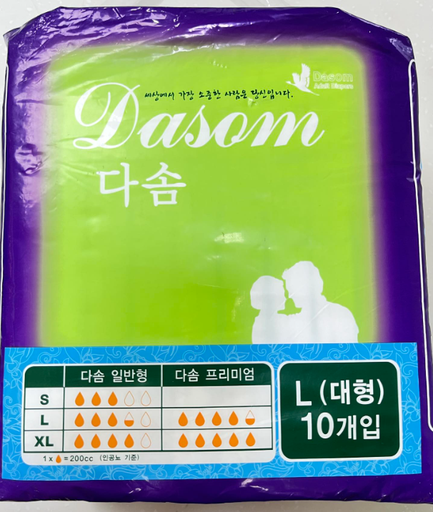 Dasom
Adult Diapers
세상에서 가장 소중한 사람은 당신입니다.
Dasom
다솜
다솜 일반형 다솜 프리미엄
S
L
XL
1 x = 200cc (인공뇨 기준)
L (대형)
10개입